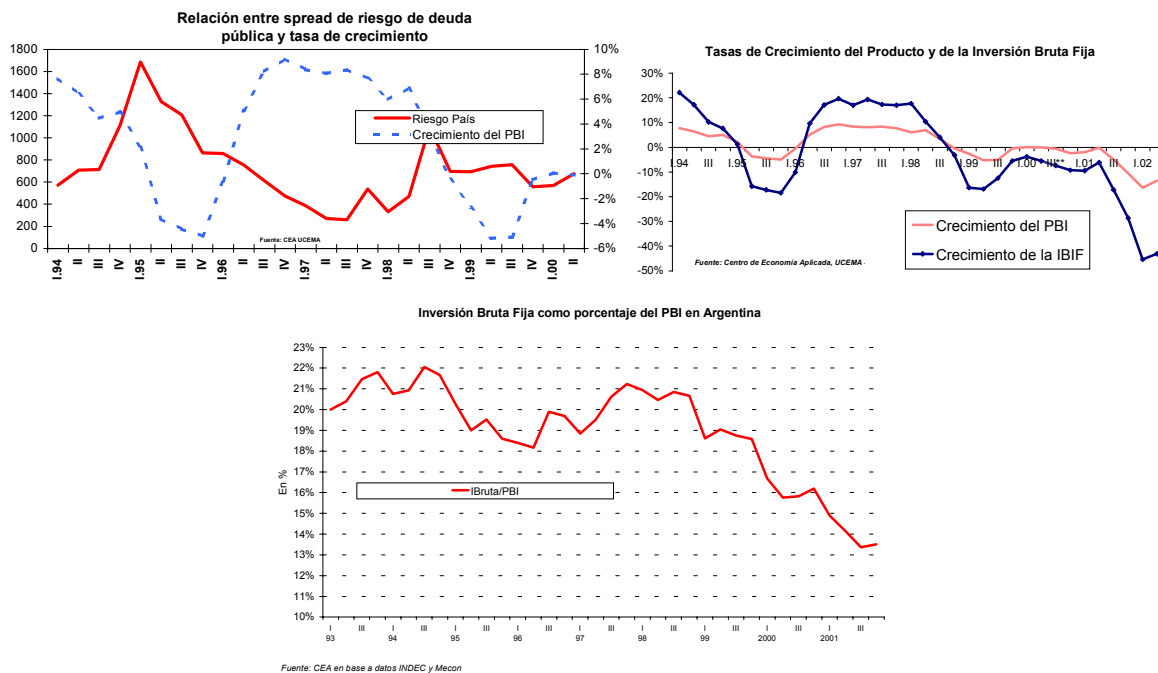 Relación entre spread de riesgo de deuda
pública y tasa de crecimiento
1800
1600
1400
1200
1000
800
600
400
200
0
10%
8%
6%
4%
2%
0%
-2%
-4%
-6%
Riesgo País
Crecimiento del PBI
Fuente: CEA UCEMA
I.94 II III IV I.95 II III IV I.96 II III IV I.97 II III IV I.98 II III IV I.99 II III IV I.00 II
Tasas de Crecimiento del Producto y de la Inversión Bruta Fija
30%
20%
10%
0%
-10%
-20%
-30%
-40%
-50%
I.94 III I.95 III I.96 III I.97 III I.98 III I.99 III I.00 III** I.01 III I.02
Crecimiento del PBI
Crecimiento de la IBIF
Fuente: Centro de Economía Aplicada, UCEMA
Inversión Bruta Fija como porcentaje del PBI en Argentina
23%
22%
21%
20%
19%
18%
17%
16%
15%
14%
13%
12%
11%
10%
En %
IBruta/PBI
I III I III I III I III I III I III I III I III I III
93 94 95 96 97 98 99 2000 2001
Fuente: CEA en base a datos INDEC y Mecon